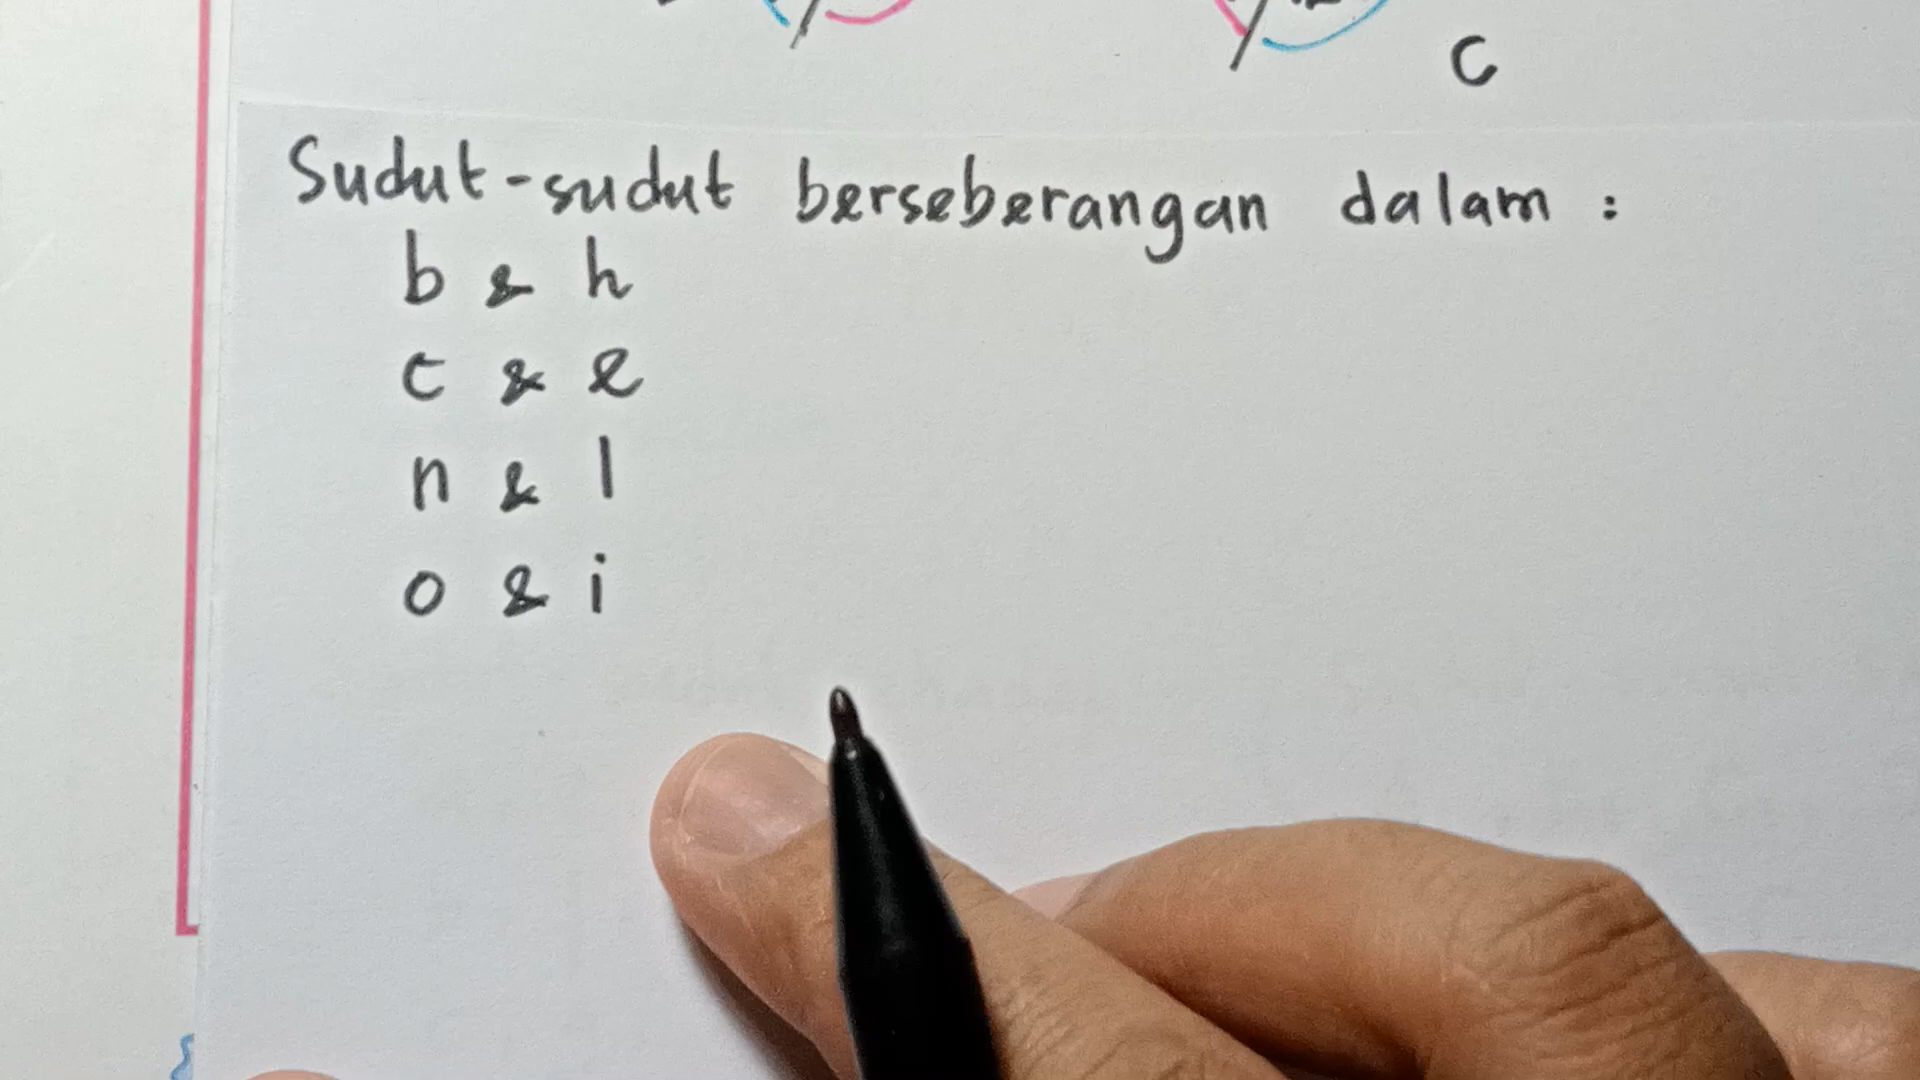 C
Sudut-sudut berseberangan dalam :
b & h
c & e
n & l
o & i